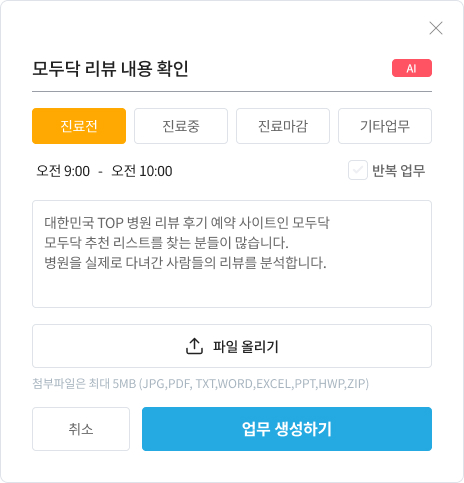 모두닥 리뷰 내용 확인
AI
진료전 진료중 진료마감 기타업무
오전 9:00 - 오전 10:00 반복 업무
대한민국 TOP 병원 리뷰 후기 예약 사이트인 모두닥
모두닥 추천 리스트를 찾는 분들이 많습니다.
병원을 실제로 다녀간 사람들의 리뷰를 분석합니다.
파일 올리기
첨부파일은 최대 5MB (JPG,PDF, TXT,WORD,EXCEL,PPT,HWP,ZIP)
취소 업무 생성하기